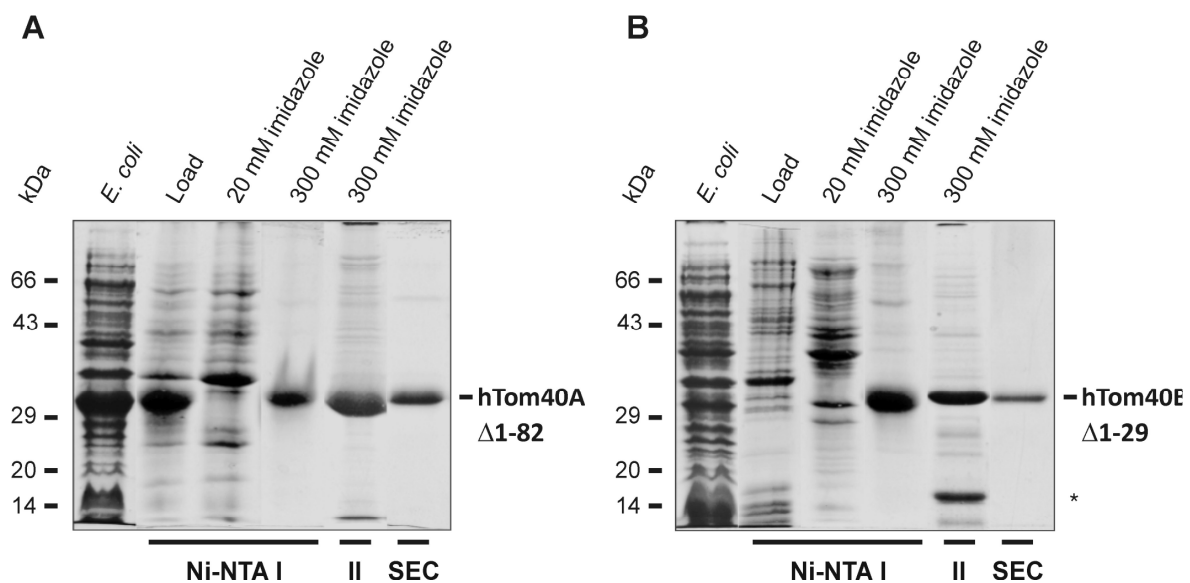 A
kDa
E. coli
Load
20 mM imidazole
300 mM imidazole
300 mM imidazole
66
43
29
20
14
hTom40A
Δ1-82
Ni-NTA I
II
SEC
B
kDa
E. coli
Load
20 mM imidazole
300 mM imidazole
300 mM imidazole
66
43
29
20
14
hTom40B
Δ1-29
*
Ni-NTA I
II
SEC